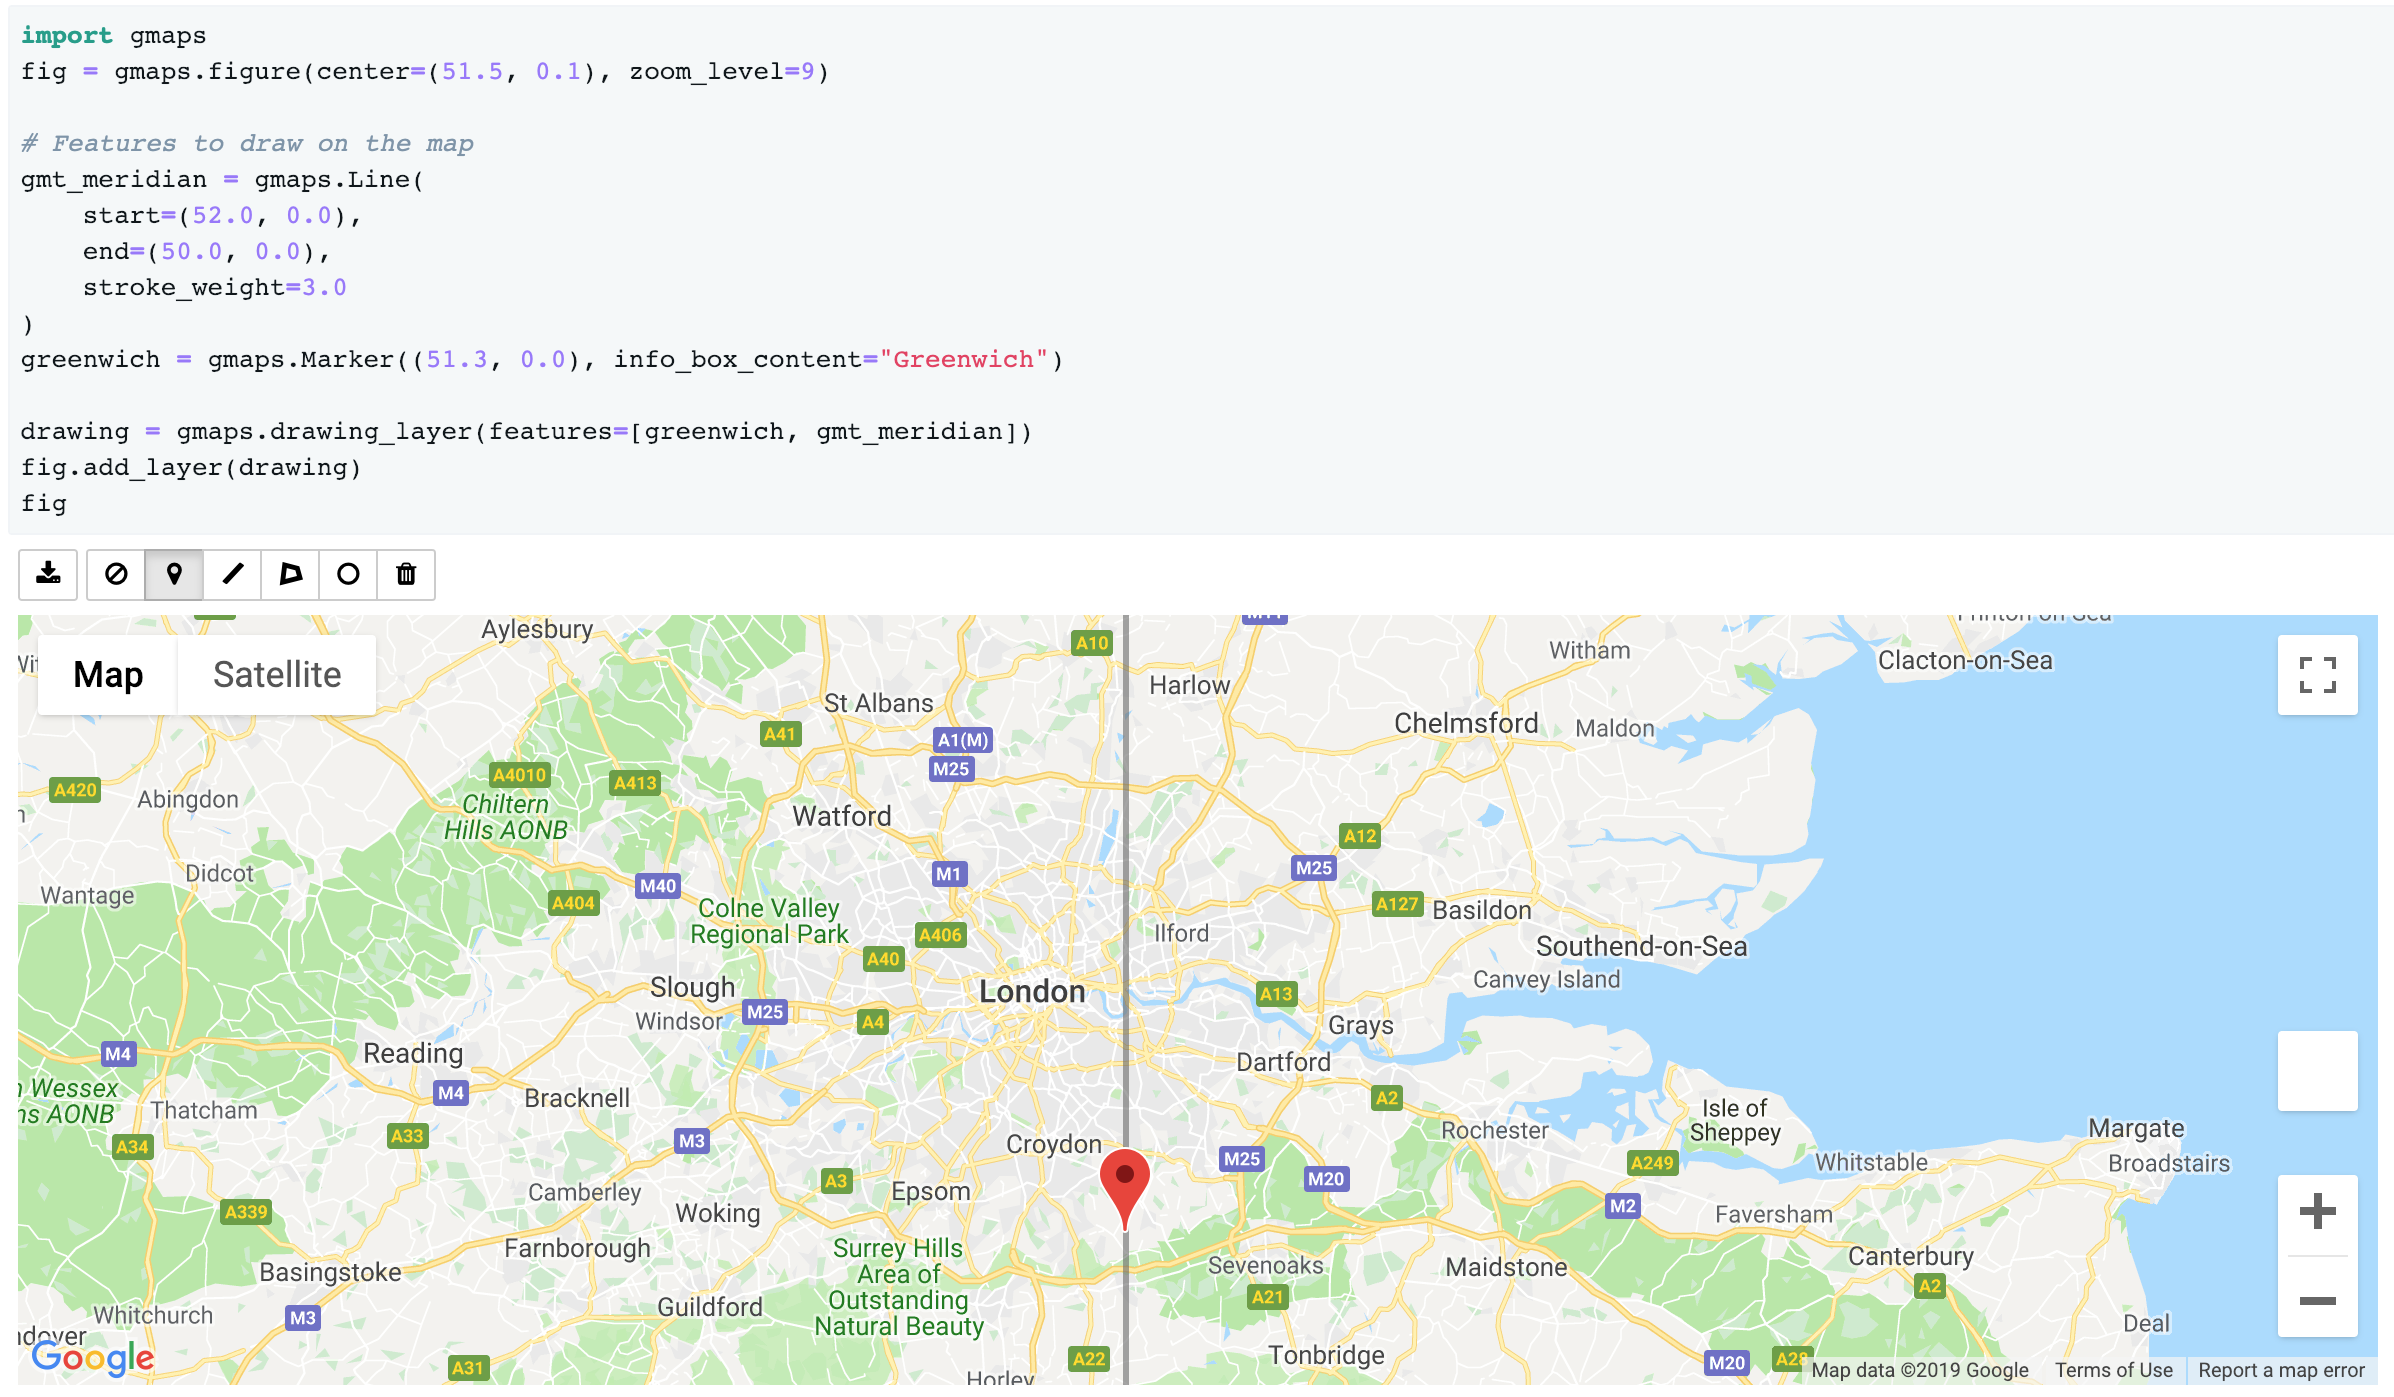 import gmaps
fig = gmaps.figure(center=(51.5, 0.1), zoom_level=9)
# Features to draw on the map
gmt_meridian = gmaps.Line(
    start=(52.0, 0.0),
    end=(50.0, 0.0),
    stroke_weight=3.0
)
greenwich = gmaps.Marker((51.3, 0.0), info_box_content="Greenwich")
drawing = gmaps.drawing_layer(features=[greenwich, gmt_meridian])
fig.add_layer(drawing)
fig
Map
Satellite
Aylesbury
A10
Witham
Clacton-on-Sea
Harlow
St Albans
Chelmsford
Maldon
A41
A1(M)
M25
A4010
A413
A420
Abingdon
Chiltern
Hills AONB
Watford
A12
M25
Didcot
M1
M40
Wantage
A404
Colne Valley
Regional Park
A127
Basildon
A406
Ilford
A40
Southend-on-Sea
Canvey Island
Slough
London
A13
M25
Windsor
A4
Grays
M4
Reading
Dartford
M4
Wessex
AONB
Thatcham
Bracknell
A2
Isle of
Sheppey
Rochester
Margate
A33
M3
A34
Croydon
M25
A249
Whitstable
Broadstairs
A3
M20
Camberley
Epsom
M2
A339
Woking
Faversham
Farnborough
Surrey Hills
Area of
Outstanding
Natural Beauty
Canterbury
Basingstoke
Sevenoaks
Maidstone
A2
A21
Whitchurch
M3
Guildford
Deal
Google
A31
A22
Tonbridge
M20
A28
Horley
Map data ©2019 Google
Terms of Use
Report a map error